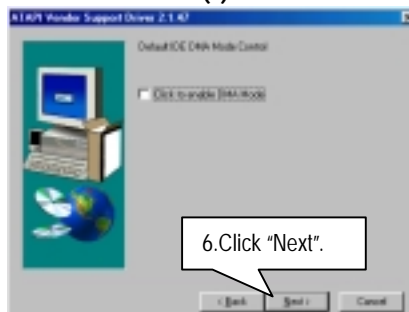 ATAPI Vendor Support Driver 2.1.47
Default IDE DMA Mode Control
Click to enable DMA Mode
6.Click “Next”.
< Back
Next >
Cancel